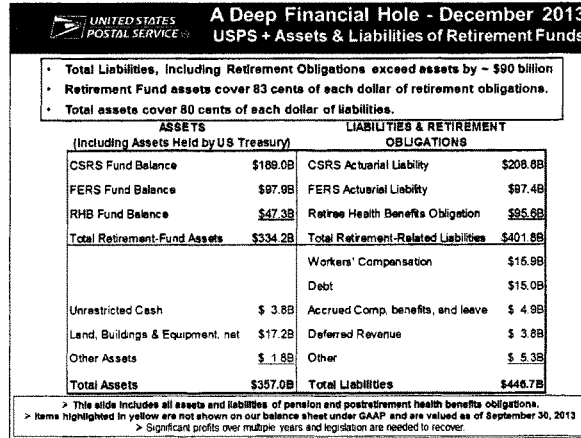 UNITED STATES
POSTAL SERVICE
A Deep Financial Hole - December 2013
USPS + Assets & Liabilities of Retirement Funds
• Total Liabilities, including Retirement Obligations exceed assets by ~ $90 billion
• Retirement Fund assets cover 83 cents of each dollar of retirement obligations.
• Total assets cover 80 cents of each dollar of liabilities.
ASSETS LIABILITIES & RETIREMENT
(Including Assets Held by US Treasury) OBLIGATIONS
CSRS Fund Balance $189.0B CSRS Actuarial Liability $208.8B
FERS Fund Balance $97.9B FERS Actuarial Liability $97.4B
RHB Fund Balance $47.3B Retiree Health Benefits Obligation $95.6B
Total Retirement-Fund Assets $334.2B Total Retirement-Related Liabilities $401.8B
Workers' Compensation $15.9B
Debt $15.0B
Unrestricted Cash $ 3.8B Accrued Comp, benefits, and leave $ 4.9B
Land, Buildings & Equipment, net $17.2B Deferred Revenue $ 3.8B
Other Assets $ 1.8B Other $ 5.3B
Total Assets $357.0B Total Liabilities $446.7B
> This slide includes all assets and liabilities of pension and postretirement health benefits obligations.
> Items highlighted in yellow are not shown on our balance sheet under GAAP and are valued as of September 30, 2013
> Significant profits over multiple years and legislation are needed to recover.